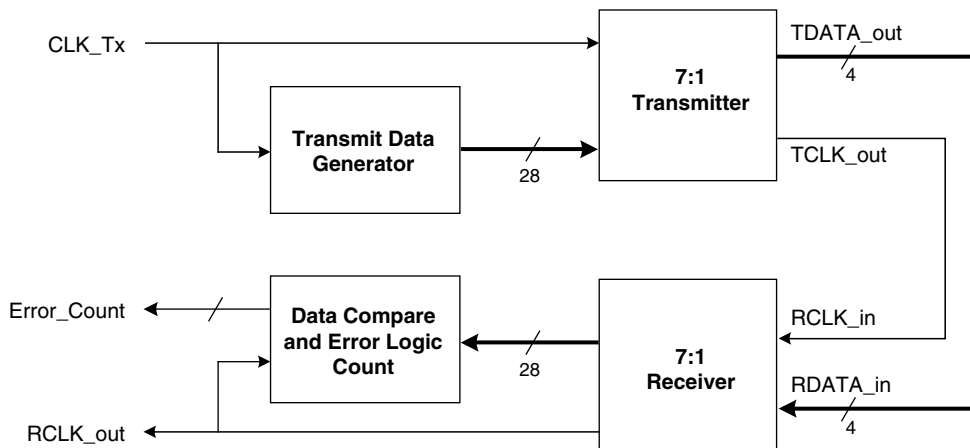 CLK_Tx
7:1
Transmitter
TDATA_out
4
Transmit Data
Generator
28
TCLK_out
Error_Count
Data Compare
and Error Logic
Count
28
7:1
Receiver
RCLK_in
RDATA_in
4
RCLK_out